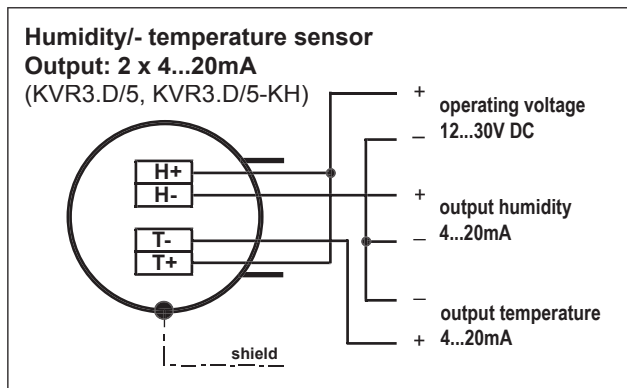 Humidity/- temperature sensor
Output: 2 x 4...20mA
(KVR3.D/5, KVR3.D/5-KH)
H+
H-
T-
T+
shield
+
operating voltage
12...30V DC
–
+
output humidity
4...20mA
–
–
output temperature
4...20mA
+